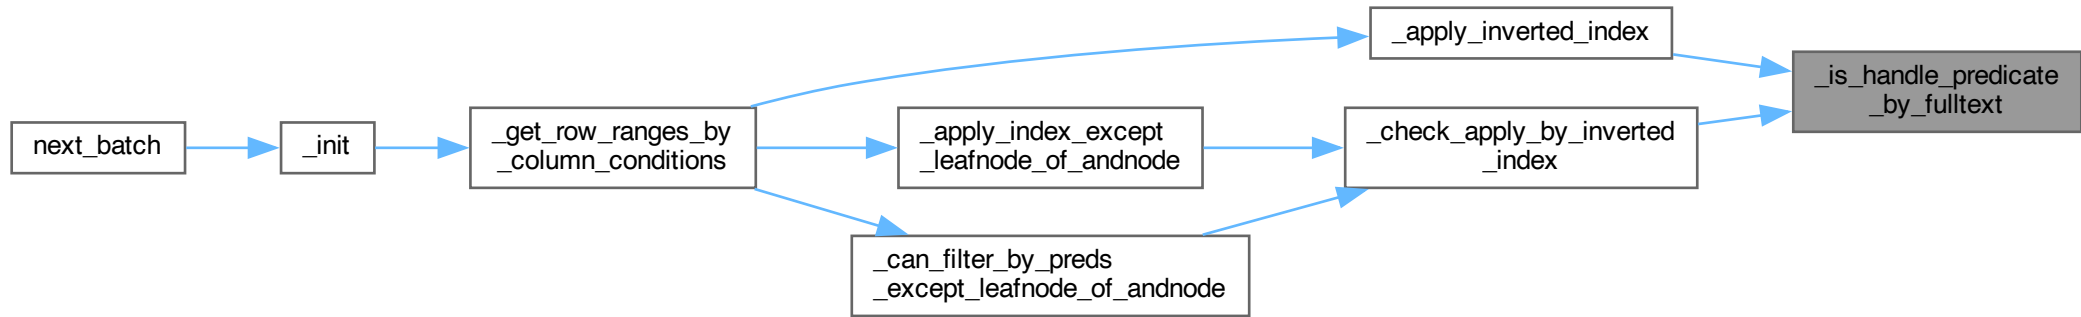 next_batch
_init
_get_row_ranges_by
_column_conditions
_apply_inverted_index
_apply_index_except
_leafnode_of_andnode
_can_filter_by_preds
_except_leafnode_of_andnode
_check_apply_by_inverted
_index
_is_handle_predicate
_by_fulltext